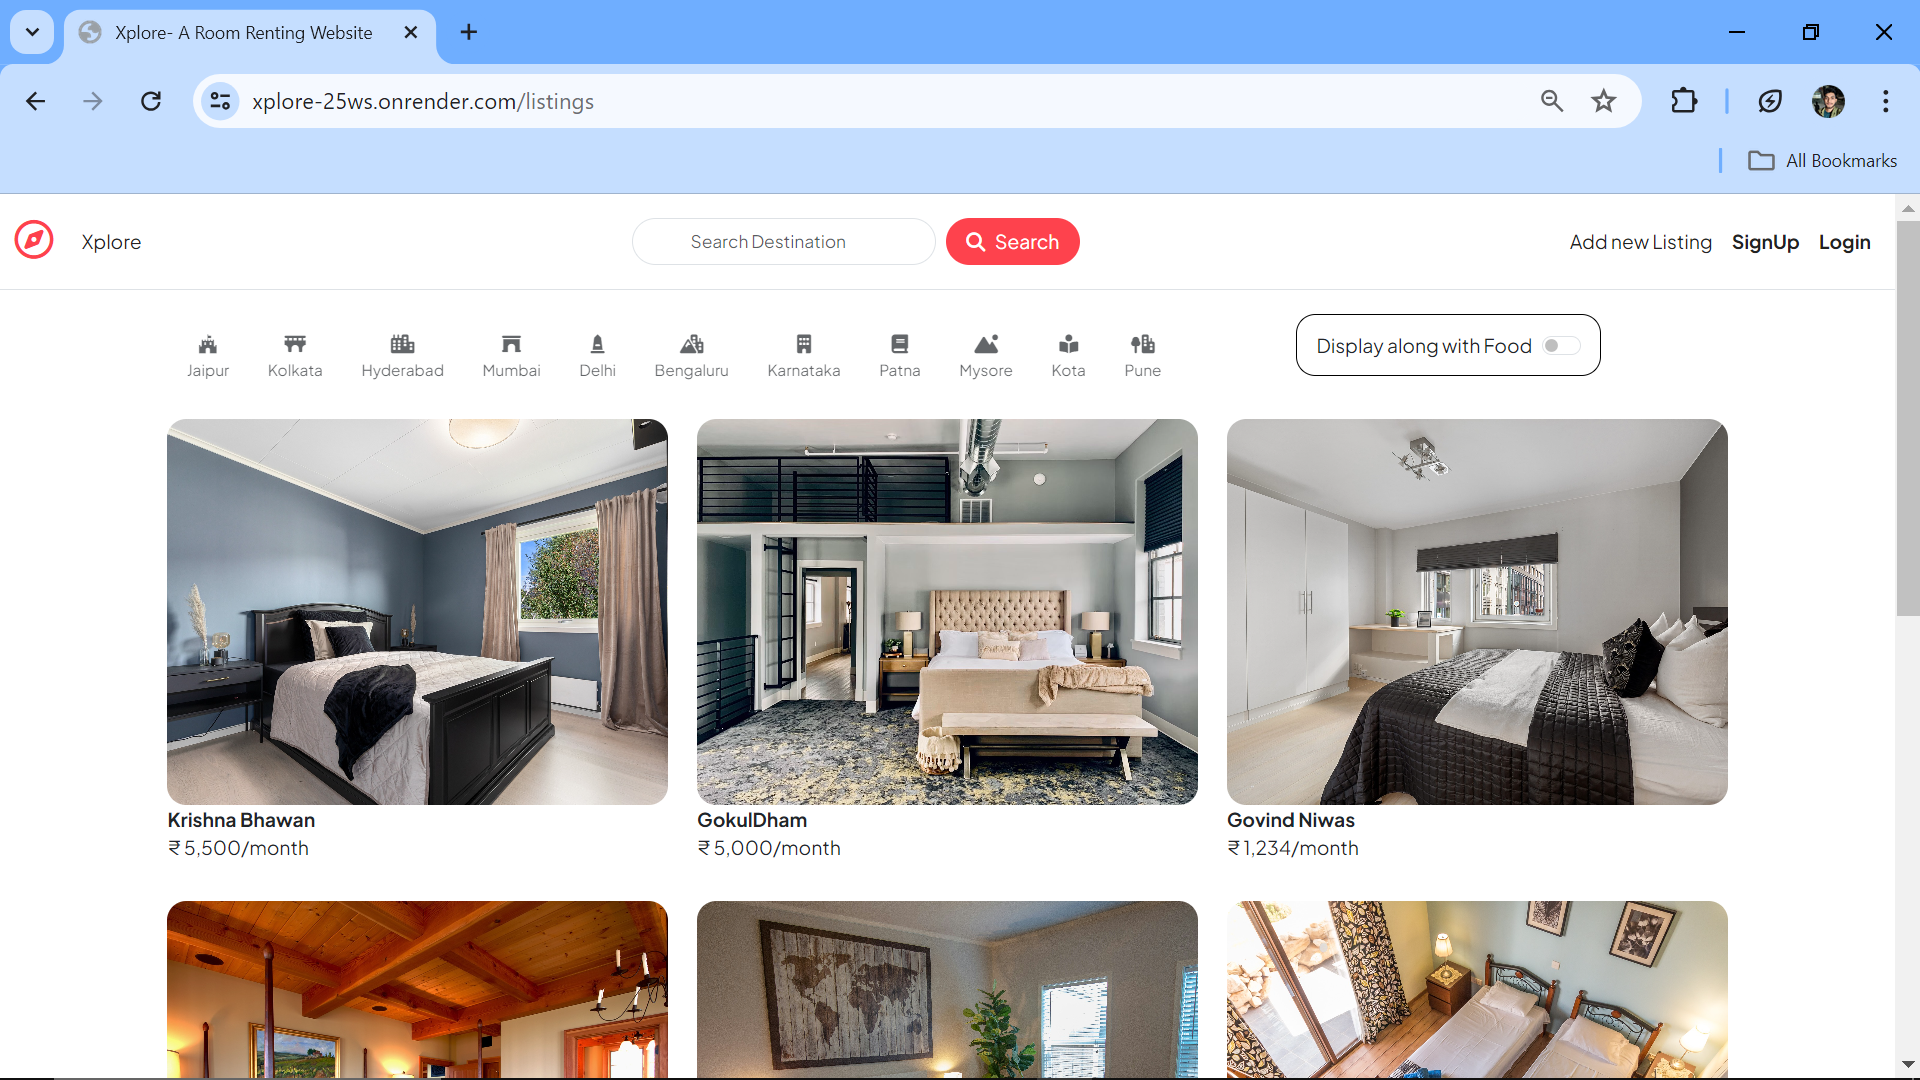 Xplore- A Room Renting Website
xplore-25ws.onrender.com/listings
All Bookmarks
Xplore
Search Destination
Search
Add new Listing
SignUp
Login
Jaipur
Kolkata
Hyderabad
Mumbai
Delhi
Bengaluru
Karnataka
Patna
Mysore
Kota
Pune
Display along with Food
Krishna Bhawan
₹ 5,500/month
GokulDham
₹ 5,000/month
Govind Niwas
₹ 1,234/month